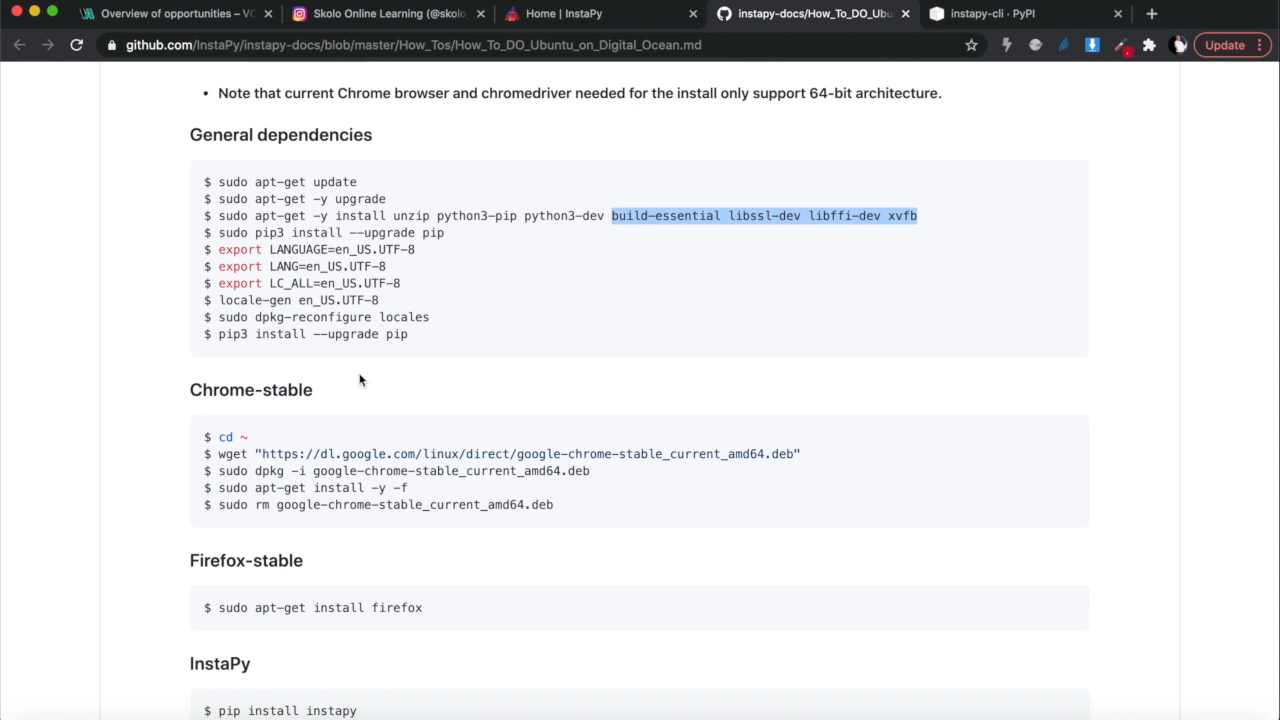 Overview of opportunities – VC
Skolo Online Learning (@skolo
Home | InstaPy
instapy-docs/How_To_DO_Ubu
instapy-cli · PyPI
github.com/InstaPy/instapy-docs/blob/master/How_Tos/How_To_DO_Ubuntu_on_Digital_Ocean.md
Update
• Note that current Chrome browser and chromedriver needed for the install only support 64-bit architecture.
General dependencies
$ sudo apt-get update
$ sudo apt-get -y upgrade
$ sudo apt-get -y install unzip python3-pip python3-dev build-essential libssl-dev libffi-dev xvfb
$ sudo pip3 install --upgrade pip
$ export LANGUAGE=en_US.UTF-8
$ export LANG=en_US.UTF-8
$ export LC_ALL=en_US.UTF-8
$ locale-gen en_US.UTF-8
$ sudo dpkg-reconfigure locales
$ pip3 install --upgrade pip
Chrome-stable
$ cd ~
$ wget "https://dl.google.com/linux/direct/google-chrome-stable_current_amd64.deb"
$ sudo dpkg -i google-chrome-stable_current_amd64.deb
$ sudo apt-get install -y -f
$ sudo rm google-chrome-stable_current_amd64.deb
Firefox-stable
$ sudo apt-get install firefox
InstaPy
$ pip install instapy